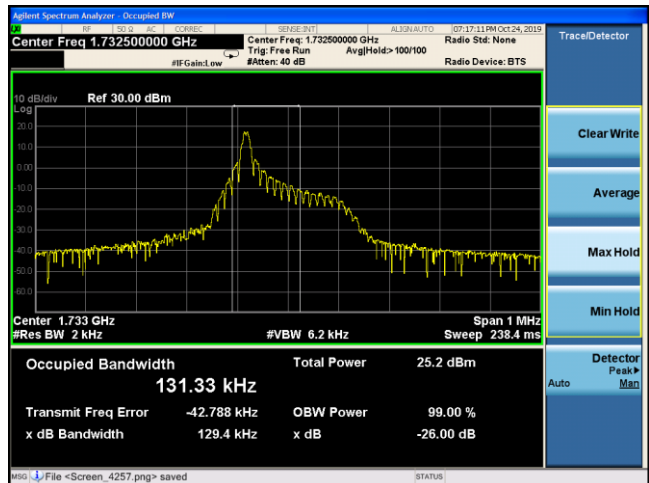 Agilent Spectrum Analyzer - Occupied BW
RF 50 Ω AC CORREC SENSE:INT ALIGN AUTO 07:17:11 PM Oct 24, 2019
Center Freq 1.732500000 GHz Center Freq: 1.732500000 GHz Radio Std: None
Trig: Free Run Avg|Hold:> 100/100
#IFGain:Low #Atten: 40 dB Radio Device: BTS
Trace/Detector
10 dB/div Ref 30.00 dBm
Log
20.0
10.0
0.00
-10.0
-20.0
-30.0
-40.0
-50.0
-60.0
Center 1.733 GHz Span 1 MHz
#Res BW 2 kHz #VBW 6.2 kHz Sweep 238.4 ms
Occupied Bandwidth Total Power 25.2 dBm
131.33 kHz
Transmit Freq Error -42.788 kHz OBW Power 99.00 %
x dB Bandwidth 129.4 kHz x dB -26.00 dB
Clear Write
Average
Max Hold
Min Hold
Detector
Peak▶
Auto Man
MSG File <Screen_4257.png> saved STATUS